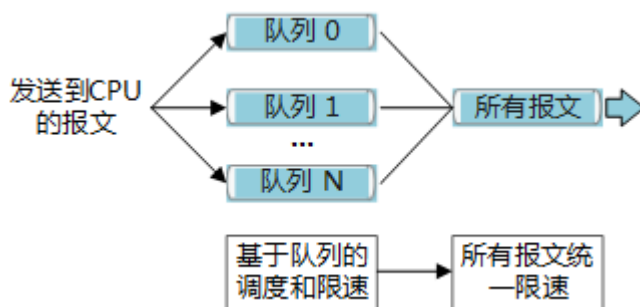 队列 0
发送到CPU
的报文
队列 1
所有报文
...
队列 N
基于队列的
调度和限速
所有报文统
一限速